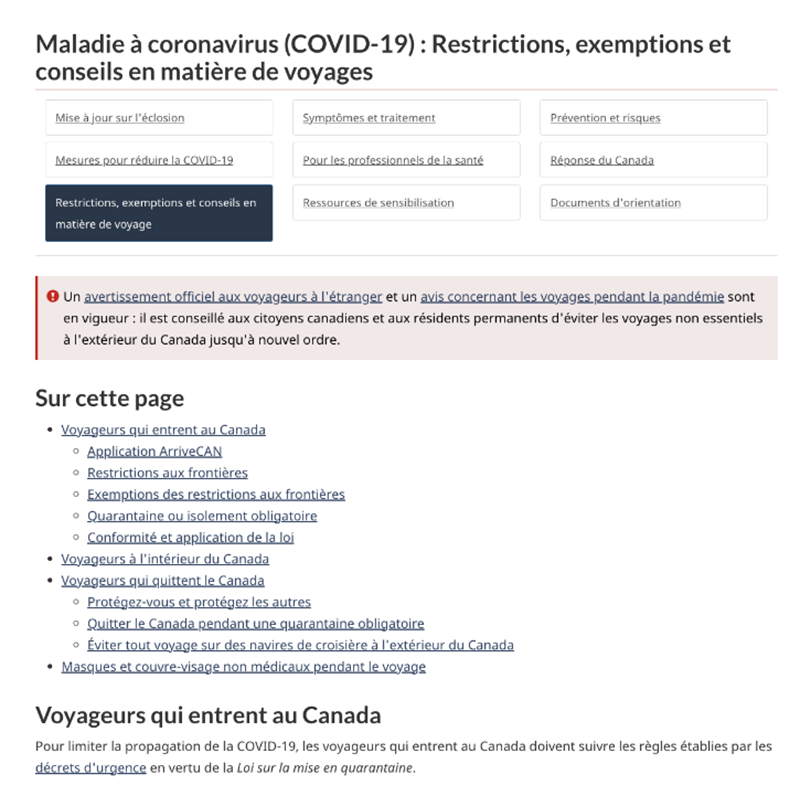 Maladie à coronavirus (COVID-19) : Restrictions, exemptions et
conseils en matière de voyages
Mise à jour sur l'éclosion
Symptômes et traitement
Prévention et risques
Mesures pour réduire la COVID-19
Pour les professionnels de la santé
Réponse du Canada
Restrictions, exemptions et conseils en
matière de voyage
Ressources de sensibilisation
Documents d'orientation
Un avertissement officiel aux voyageurs à l'étranger et un avis concernant les voyages pendant la pandémie sont
en vigueur : il est conseillé aux citoyens canadiens et aux résidents permanents d'éviter les voyages non essentiels
à l'extérieur du Canada jusqu'à nouvel ordre.
Sur cette page
• Voyageurs qui entrent au Canada
◦ Application ArriveCAN
◦ Restrictions aux frontières
◦ Exemptions des restrictions aux frontières
◦ Quarantaine ou isolement obligatoire
◦ Conformité et application de la loi
• Voyageurs à l'intérieur du Canada
• Voyageurs qui quittent le Canada
◦ Protégez-vous et protégez les autres
◦ Quitter le Canada pendant une quarantaine obligatoire
◦ Éviter tout voyage sur des navires de croisière à l'extérieur du Canada
• Masques et couvre-visage non médicaux pendant le voyage
Voyageurs qui entrent au Canada
Pour limiter la propagation de la COVID-19, les voyageurs qui entrent au Canada doivent suivre les règles établies par les
décrets d'urgence en vertu de la Loi sur la mise en quarantaine.